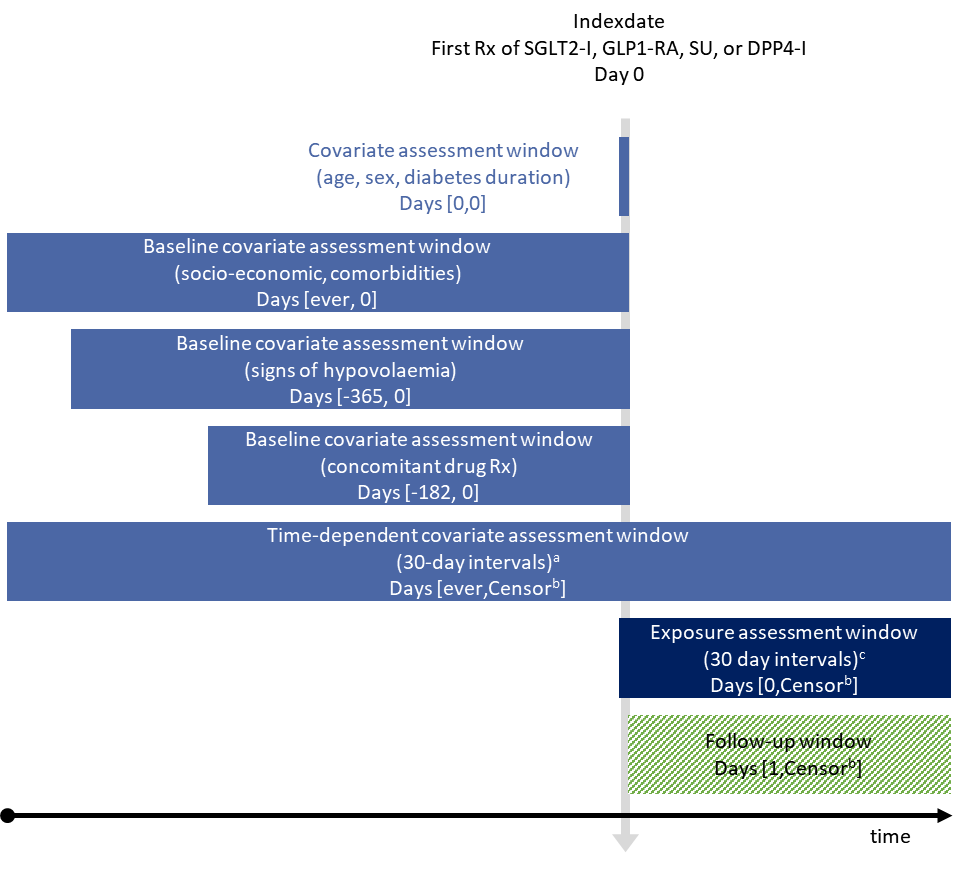 Indexdate
First Rx of SGLT2-I, GLP1-RA, SU, or DPP4-I
Day 0
Covariate assessment window
(age, sex, diabetes duration)
Days [0,0]
Baseline covariate assessment window
(socio-economic, comorbidities)
Days [ever, 0]
Baseline covariate assessment window
(signs of hypovolaemia)
Days [-365, 0]
Baseline covariate assessment window
(concomitant drug Rx)
Days [-182, 0]
Time-dependent covariate assessment window
(30-day intervals)ᵃ
Days [ever,Censorᵇ]
Exposure assessment window
(30 day intervals)ᶜ
Days [0,Censorᵇ]
Follow-up window
Days [1,Censorᵇ]
time